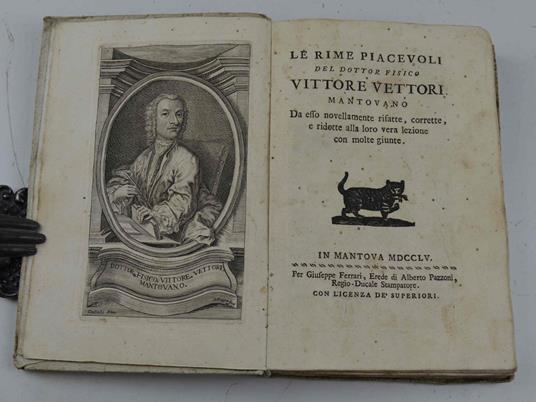 DOTTOR FISICO VITTORE VETTORI
MANTOVANO.
LE RIME PIACEVOLI
DEL DOTTOR FISICO
VITTORE VETTORI
MANTOVANO
Da esso novellamente rifatte, corrette,
e ridotte alla loro vera lezione
con molte giunte.
IN MANTOVA MDCCLV.
Per Giuseppe Ferrari, Erede di Alberto Pazzoni,
Regio-Ducale Stampatore.
CON LICENZA DE' SUPERIORI.